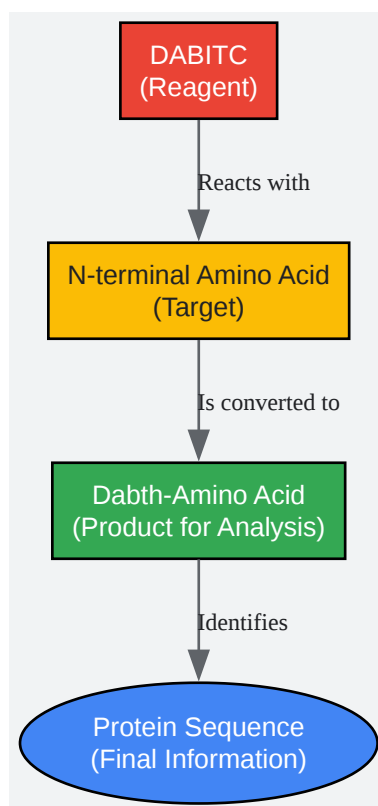 DABITC
(Reagent)
Reacts with
N-terminal Amino Acid
(Target)
Is converted to
Dabth-Amino Acid
(Product for Analysis)
Identifies
Protein Sequence
(Final Information)